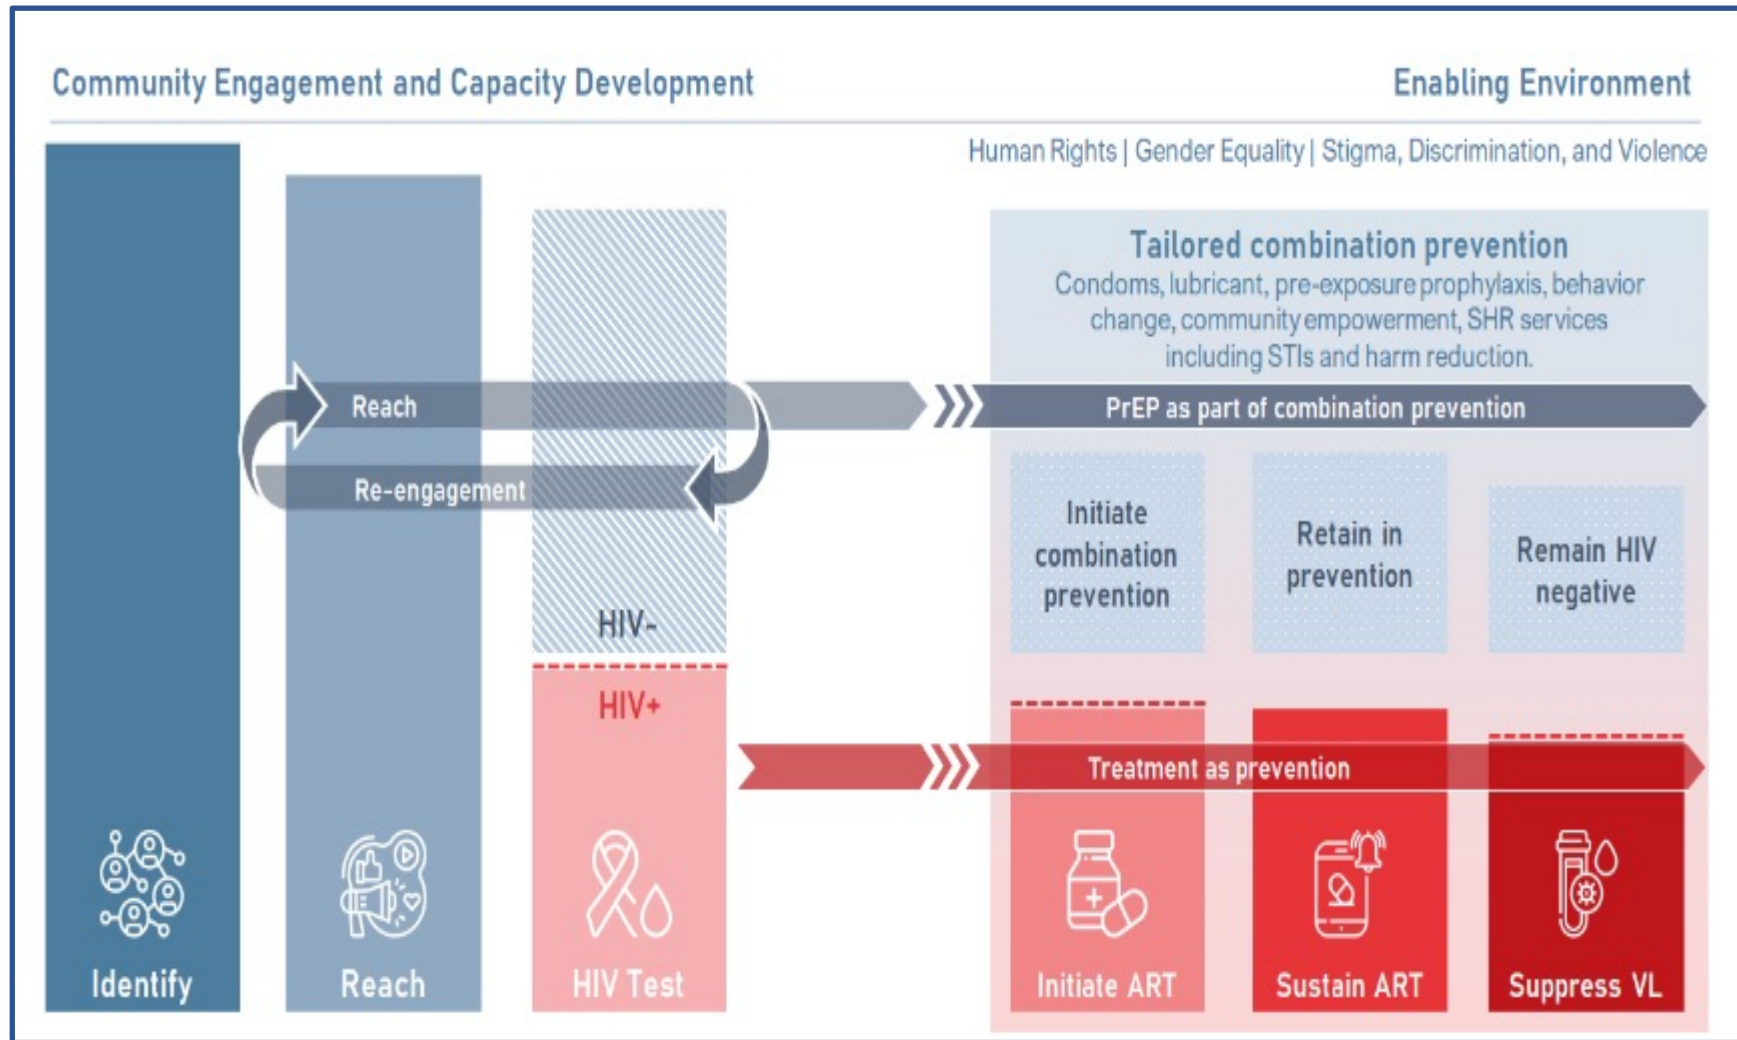 Community Engagement and Capacity Development
Enabling Environment
Human Rights | Gender Equality | Stigma, Discrimination, and Violence
Tailored combination prevention
Condoms, lubricant, pre-exposure prophylaxis, behavior
change, community empowerment, SHR services
including STIs and harm reduction.
Reach
PrEP as part of combination prevention
Re-engagement
Initiate
combination
prevention
Retain in
prevention
Remain HIV
negative
HIV-
HIV+
Treatment as prevention
Identify
Reach
HIV Test
Initiate ART
Sustain ART
Suppress VL